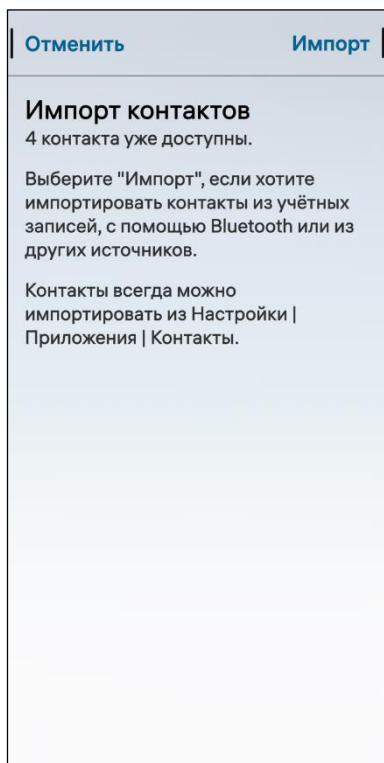 Отменить Импорт
Импорт контактов
4 контакта уже доступны.
Выберите "Импорт", если хотите
импортировать контакты из учётных
записей, с помощью Bluetooth или из
других источников.
Контакты всегда можно
импортировать из Настройки |
Приложения | Контакты.